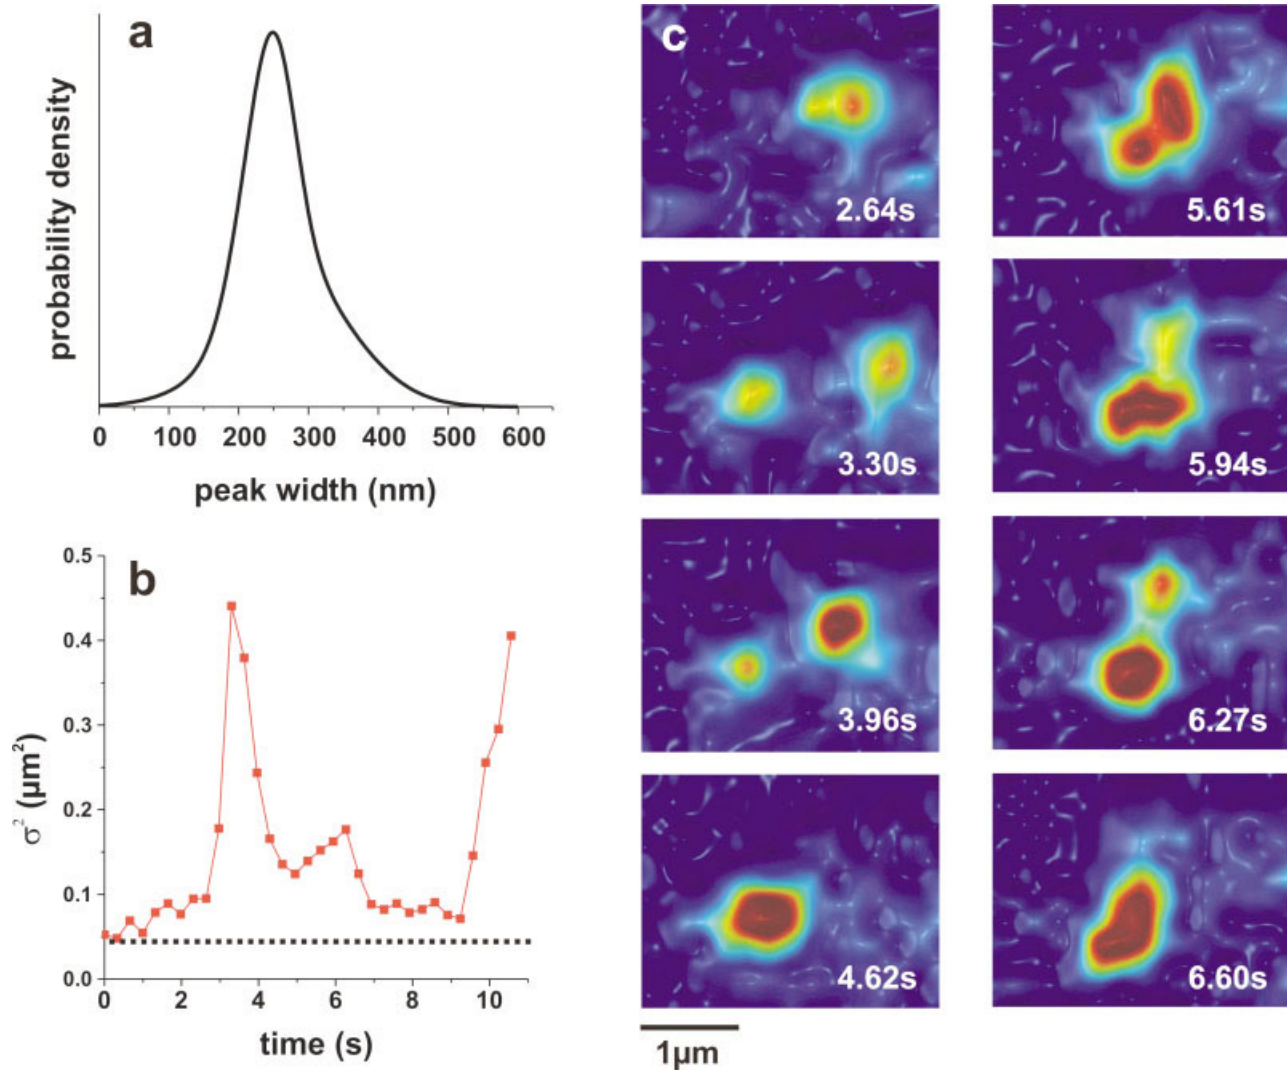 a
probability density
0 100 200 300 400 500 600
peak width (nm)
b
σ² (µm²)
0.5
0.4
0.3
0.2
0.1
0.0
0 2 4 6 8 10
time (s)
c
2.64s
5.61s
3.30s
5.94s
3.96s
6.27s
4.62s
6.60s
1µm